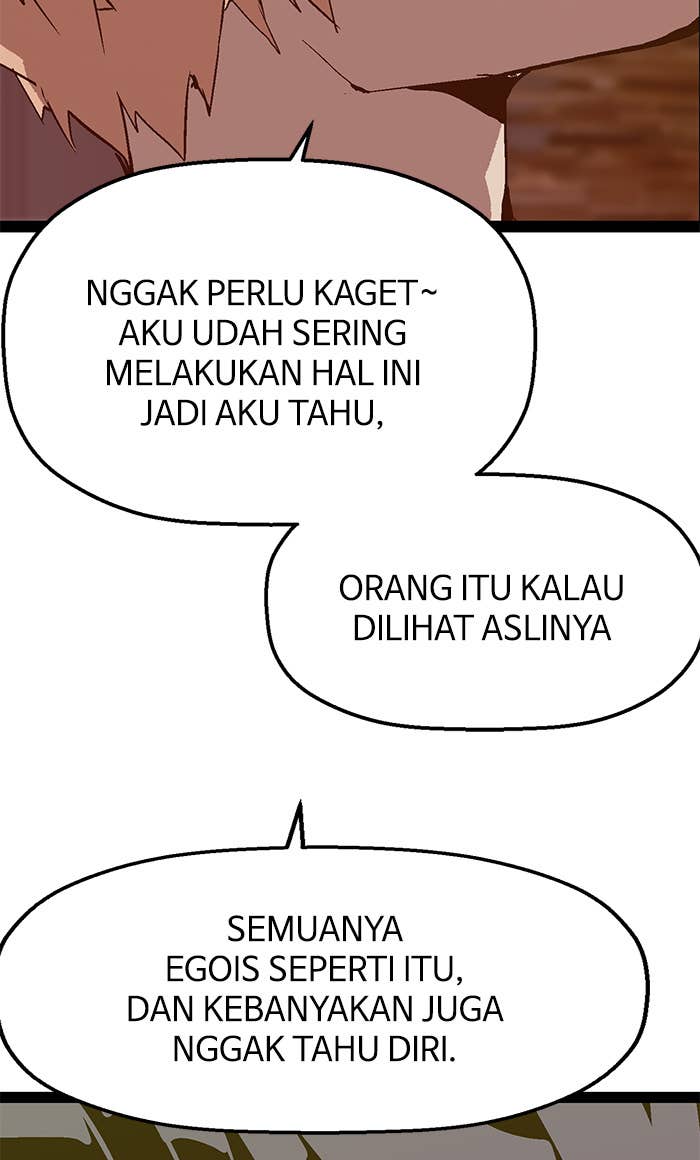 NGGAK PERLU KAGET~
AKU UDAH SERING
MELAKUKAN HAL INI
JADI AKU TAHU,
ORANG ITU KALAU
DILIHAT ASLINYA
SEMUANYA
EGOIS SEPERTI ITU,
DAN KEBANYAKAN JUGA
NGGAK TAHU DIRI.